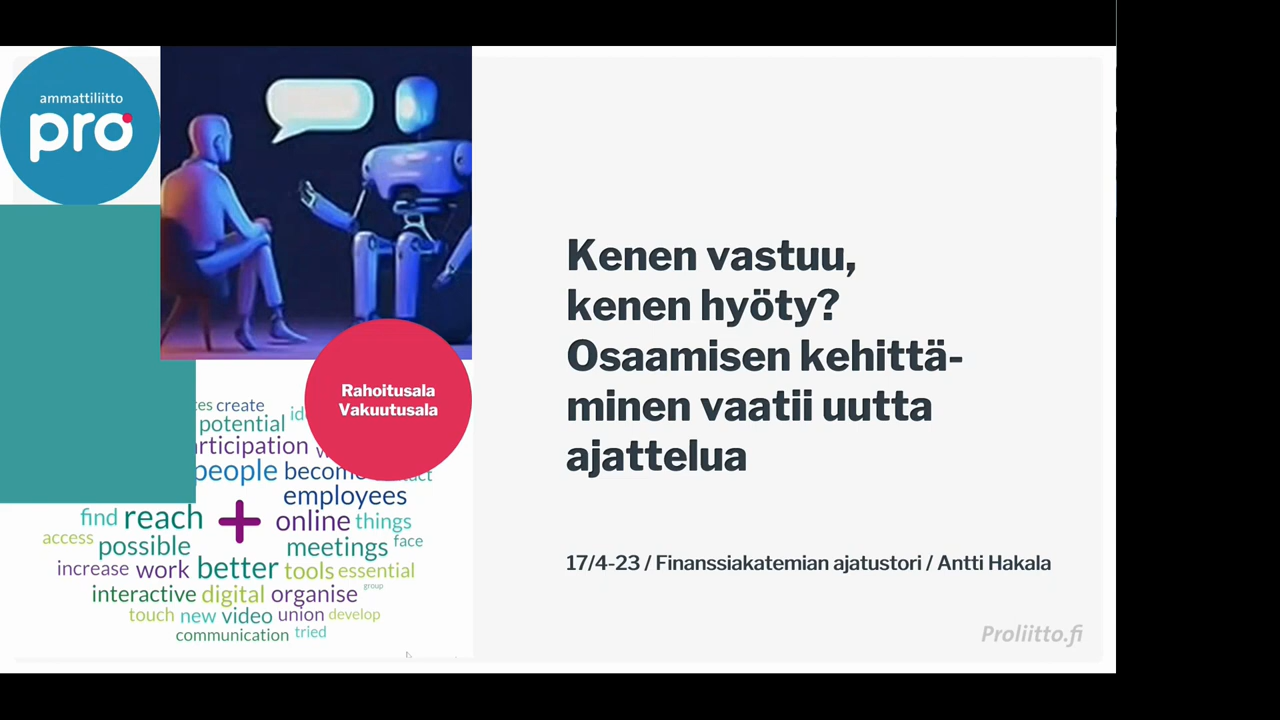 ammattiliitto
pro
Rahoitusala
Vakuutusala
Kenen vastuu,
kenen hyöty?
Osaamisen kehittä-
minen vaatii uutta
ajattelua
17/4-23 / Finanssiakatemian ajatustori / Antti Hakala
Proliitto.fi
create
potential
people
employees
find reach + online things
access possible meetings face
increase work better tools essential
interactive digital organise group
touch new video union develop
communication tried